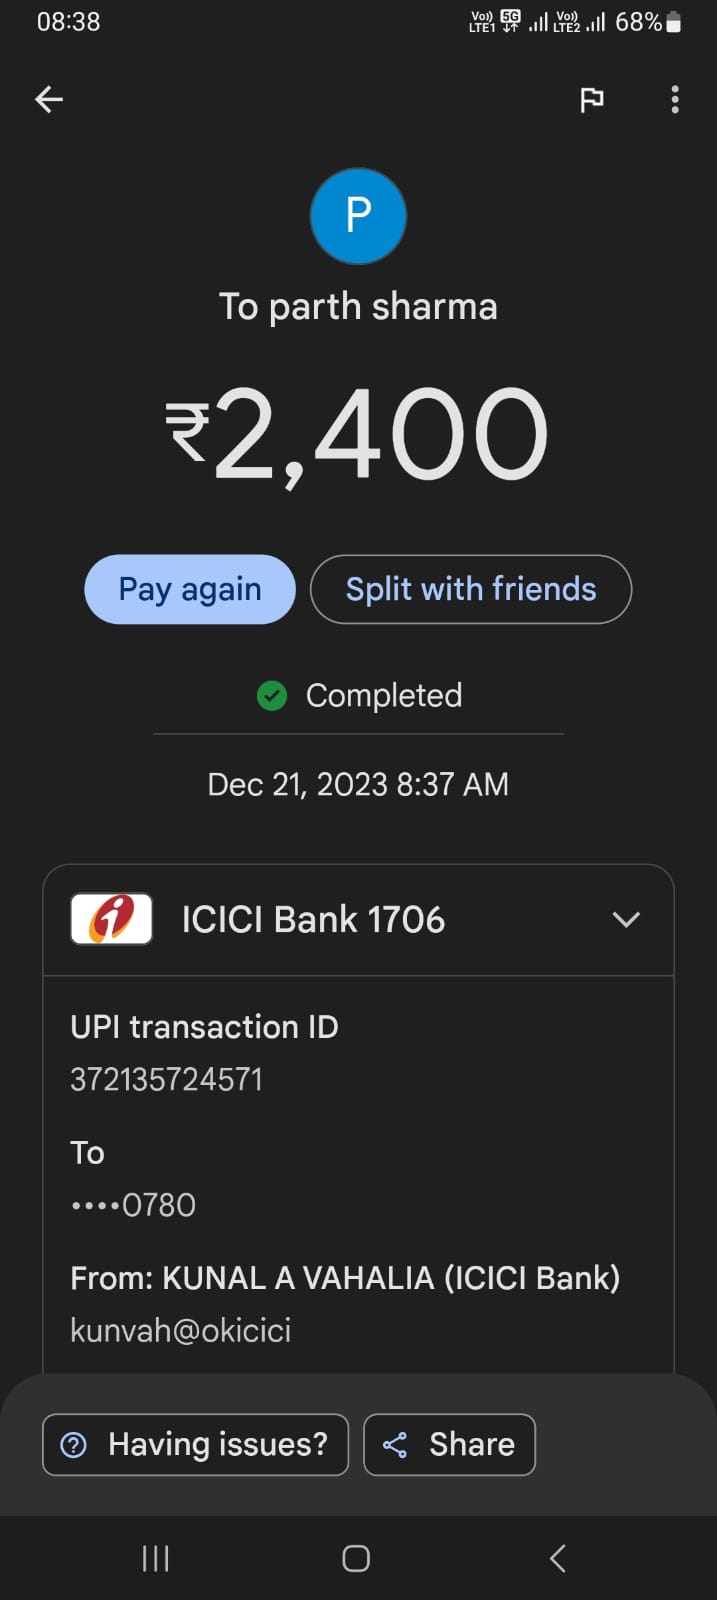 08:38 Vo)) LTE1 5G Vo)) LTE2 68%
P
To parth sharma
₹2,400
Pay again Split with friends
Completed
Dec 21, 2023 8:37 AM
i ICICI Bank 1706
UPI transaction ID
372135724571
To
••••0780
From: KUNAL A VAHALIA (ICICI Bank)
kunvah@okicici
? Having issues? Share